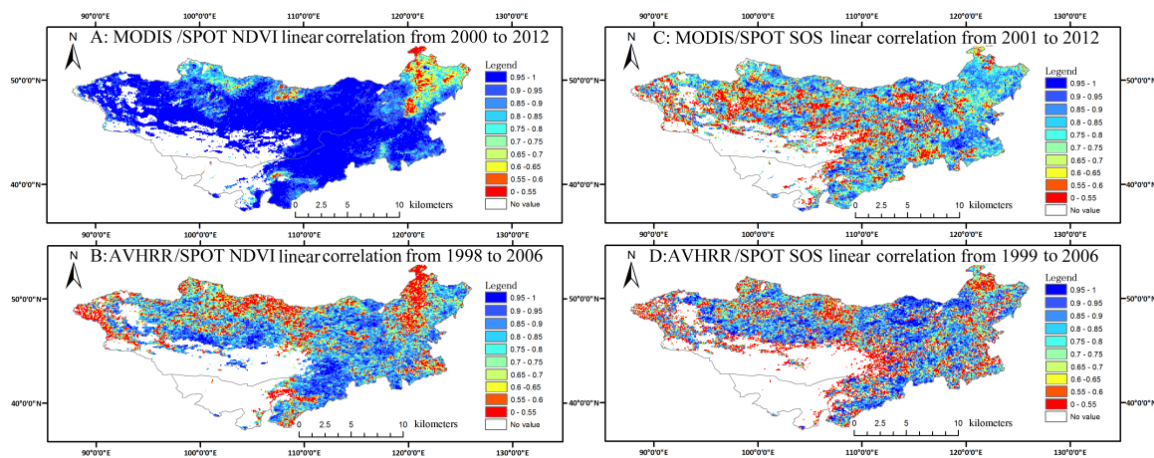 90°0'0"E 100°0'0"E 110°0'0"E 120°0'0"E 130°0'0"E
N
A: MODIS /SPOT NDVI linear correlation from 2000 to 2012
50°0'0"N
40°0'0"N
Legend
0.95 - 1
0.9 - 0.95
0.85 - 0.9
0.8 - 0.85
0.75 - 0.8
0.7 - 0.75
0.65 - 0.7
0.6 -0.65
0.55 - 0.6
0 - 0.55
No value
0 2.5 5 10 kilometers
90°0'0"E 100°0'0"E 110°0'0"E 120°0'0"E 130°0'0"E
N
C: MODIS/SPOT SOS linear correlation from 2001 to 2012
50°0'0"N
40°0'0"N
Legend
0.95 - 1
0.9 - 0.95
0.85 - 0.9
0.8 - 0.85
0.75 - 0.8
0.7 - 0.75
0.65 - 0.7
0.6 -0.65
0.55 - 0.6
0 - 0.55
No value
0 2.5 5 10 kilometers
90°0'0"E 100°0'0"E 110°0'0"E 120°0'0"E 130°0'0"E
N
B: AVHRR/SPOT NDVI linear correlation from 1998 to 2006
50°0'0"N
40°0'0"N
Legend
0.95 - 1
0.9 - 0.95
0.85 - 0.9
0.8 - 0.85
0.75 - 0.8
0.7 - 0.75
0.65 - 0.7
0.6 -0.65
0.55 - 0.6
0 - 0.55
No value
0 2.5 5 10 kilometers
90°0'0"E 100°0'0"E 110°0'0"E 120°0'0"E 130°0'0"E
N
D:AVHRR/SPOT SOS linear correlation from 1999 to 2006
50°0'0"N
40°0'0"N
Legend
0.95 - 1
0.9 - 0.95
0.85 - 0.9
0.8 - 0.85
0.75 - 0.8
0.7 - 0.75
0.65 - 0.7
0.6 -0.65
0.55 - 0.6
0 - 0.55
No value
0 2.5 5 10 kilometers
90°0'0"E 100°0'0"E 110°0'0"E 120°0'0"E 130°0'0"E